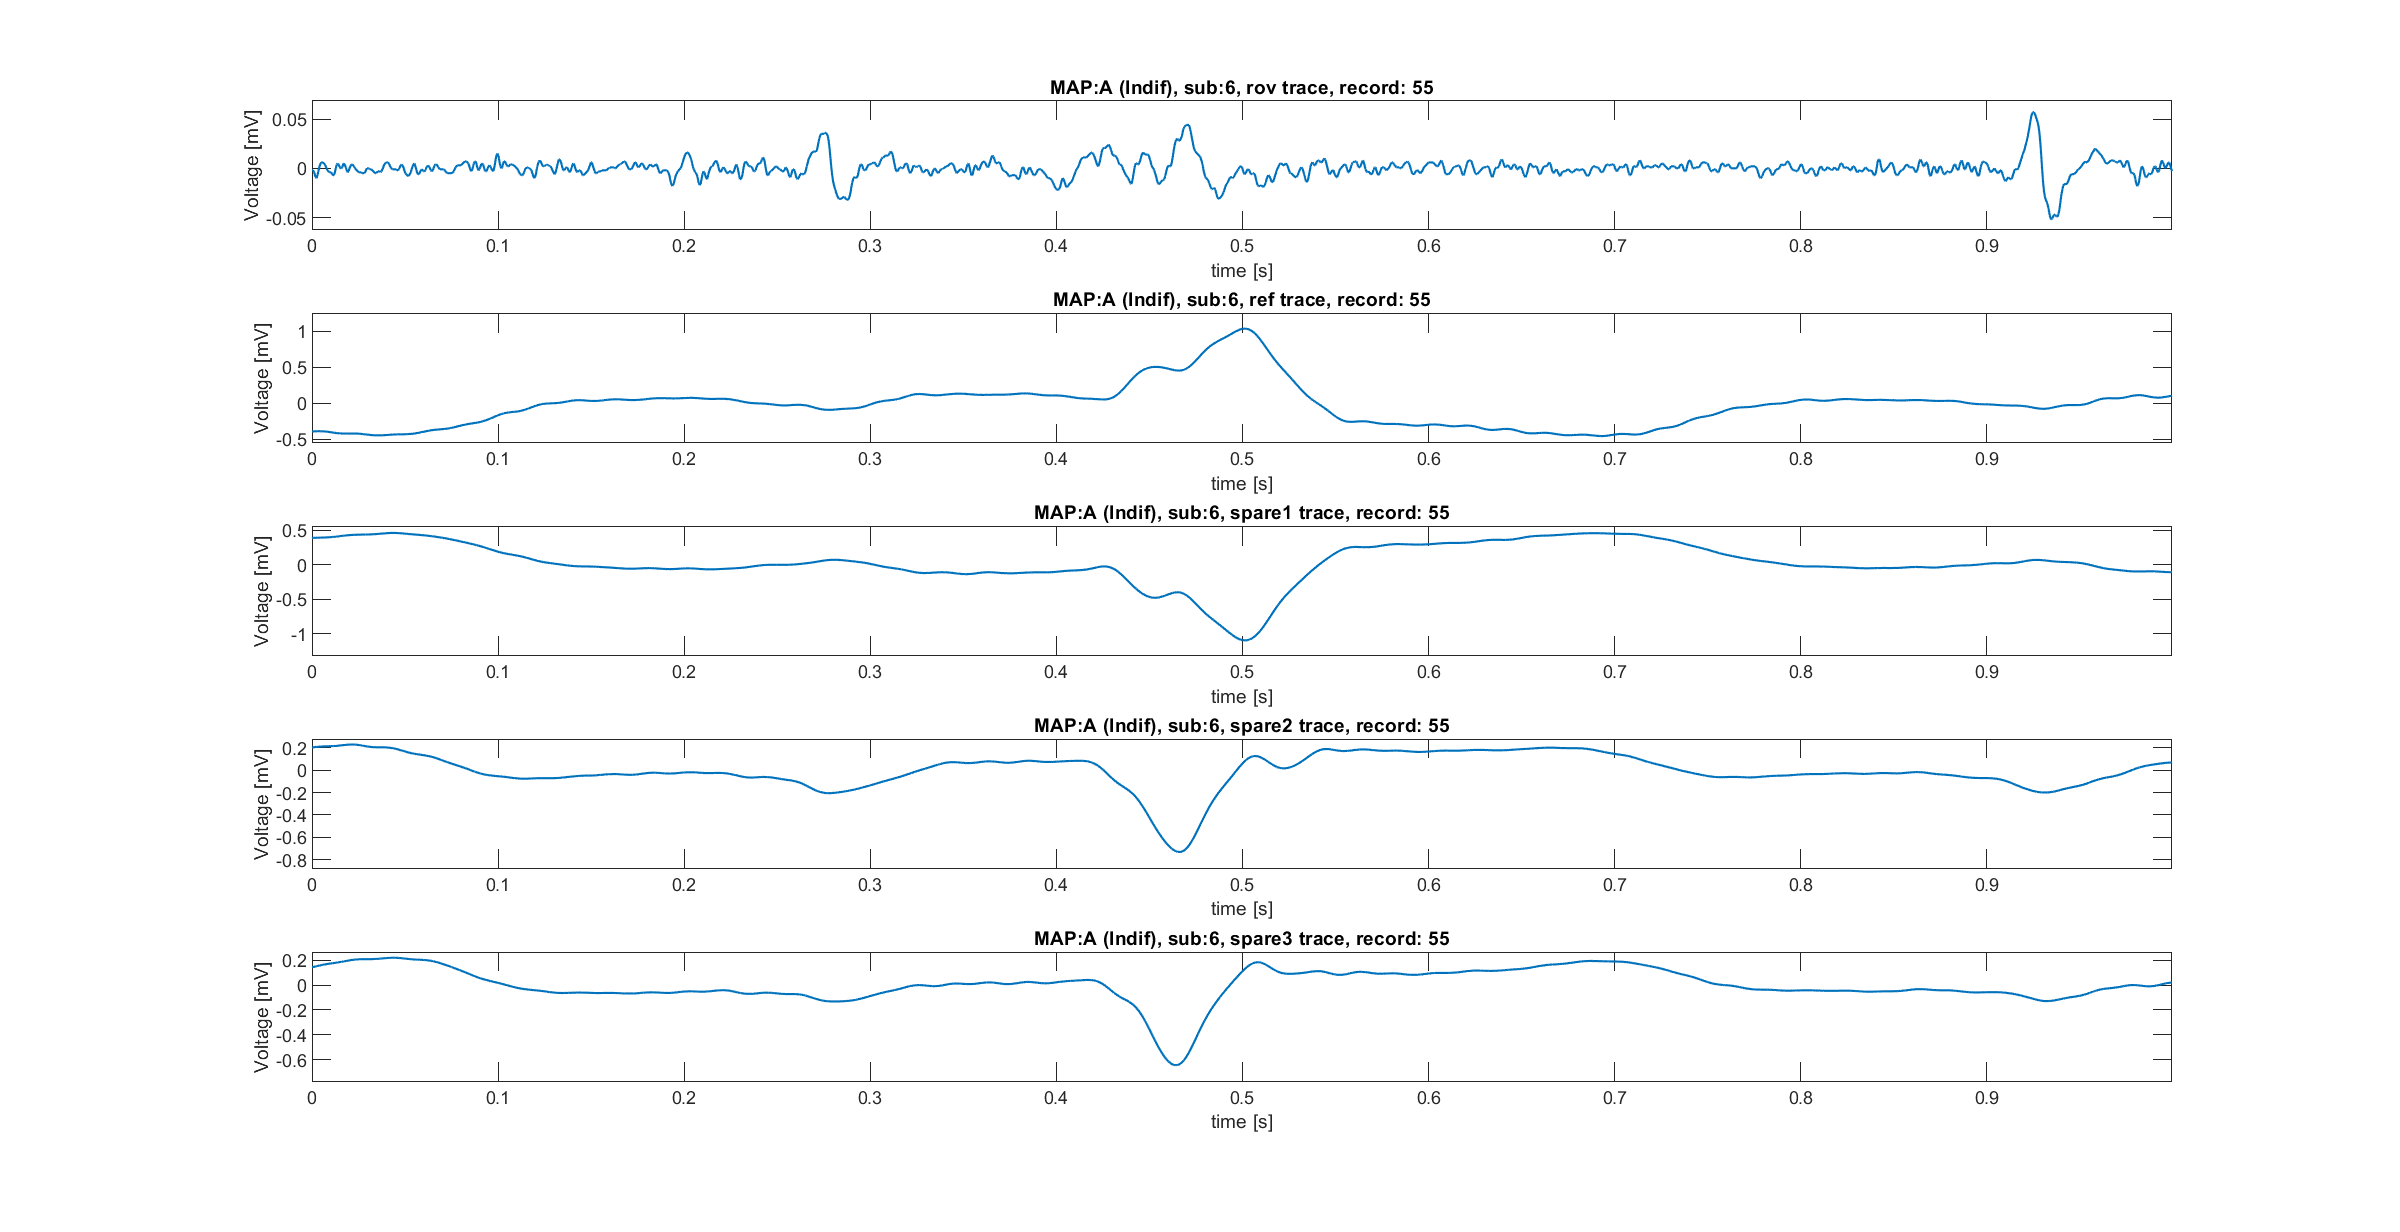 MAP:A (Indif), sub:6, rov trace, record: 55
Voltage [mV]
0.05
0
-0.05
0 0.1 0.2 0.3 0.4 0.5 0.6 0.7 0.8 0.9
time [s]
MAP:A (Indif), sub:6, ref trace, record: 55
Voltage [mV]
1
0.5
0
-0.5
0 0.1 0.2 0.3 0.4 0.5 0.6 0.7 0.8 0.9
time [s]
MAP:A (Indif), sub:6, spare1 trace, record: 55
Voltage [mV]
0.5
0
-0.5
-1
0 0.1 0.2 0.3 0.4 0.5 0.6 0.7 0.8 0.9
time [s]
MAP:A (Indif), sub:6, spare2 trace, record: 55
Voltage [mV]
0.2
0
-0.2
-0.4
-0.6
-0.8
0 0.1 0.2 0.3 0.4 0.5 0.6 0.7 0.8 0.9
time [s]
MAP:A (Indif), sub:6, spare3 trace, record: 55
Voltage [mV]
0.2
0
-0.2
-0.4
-0.6
0 0.1 0.2 0.3 0.4 0.5 0.6 0.7 0.8 0.9
time [s]